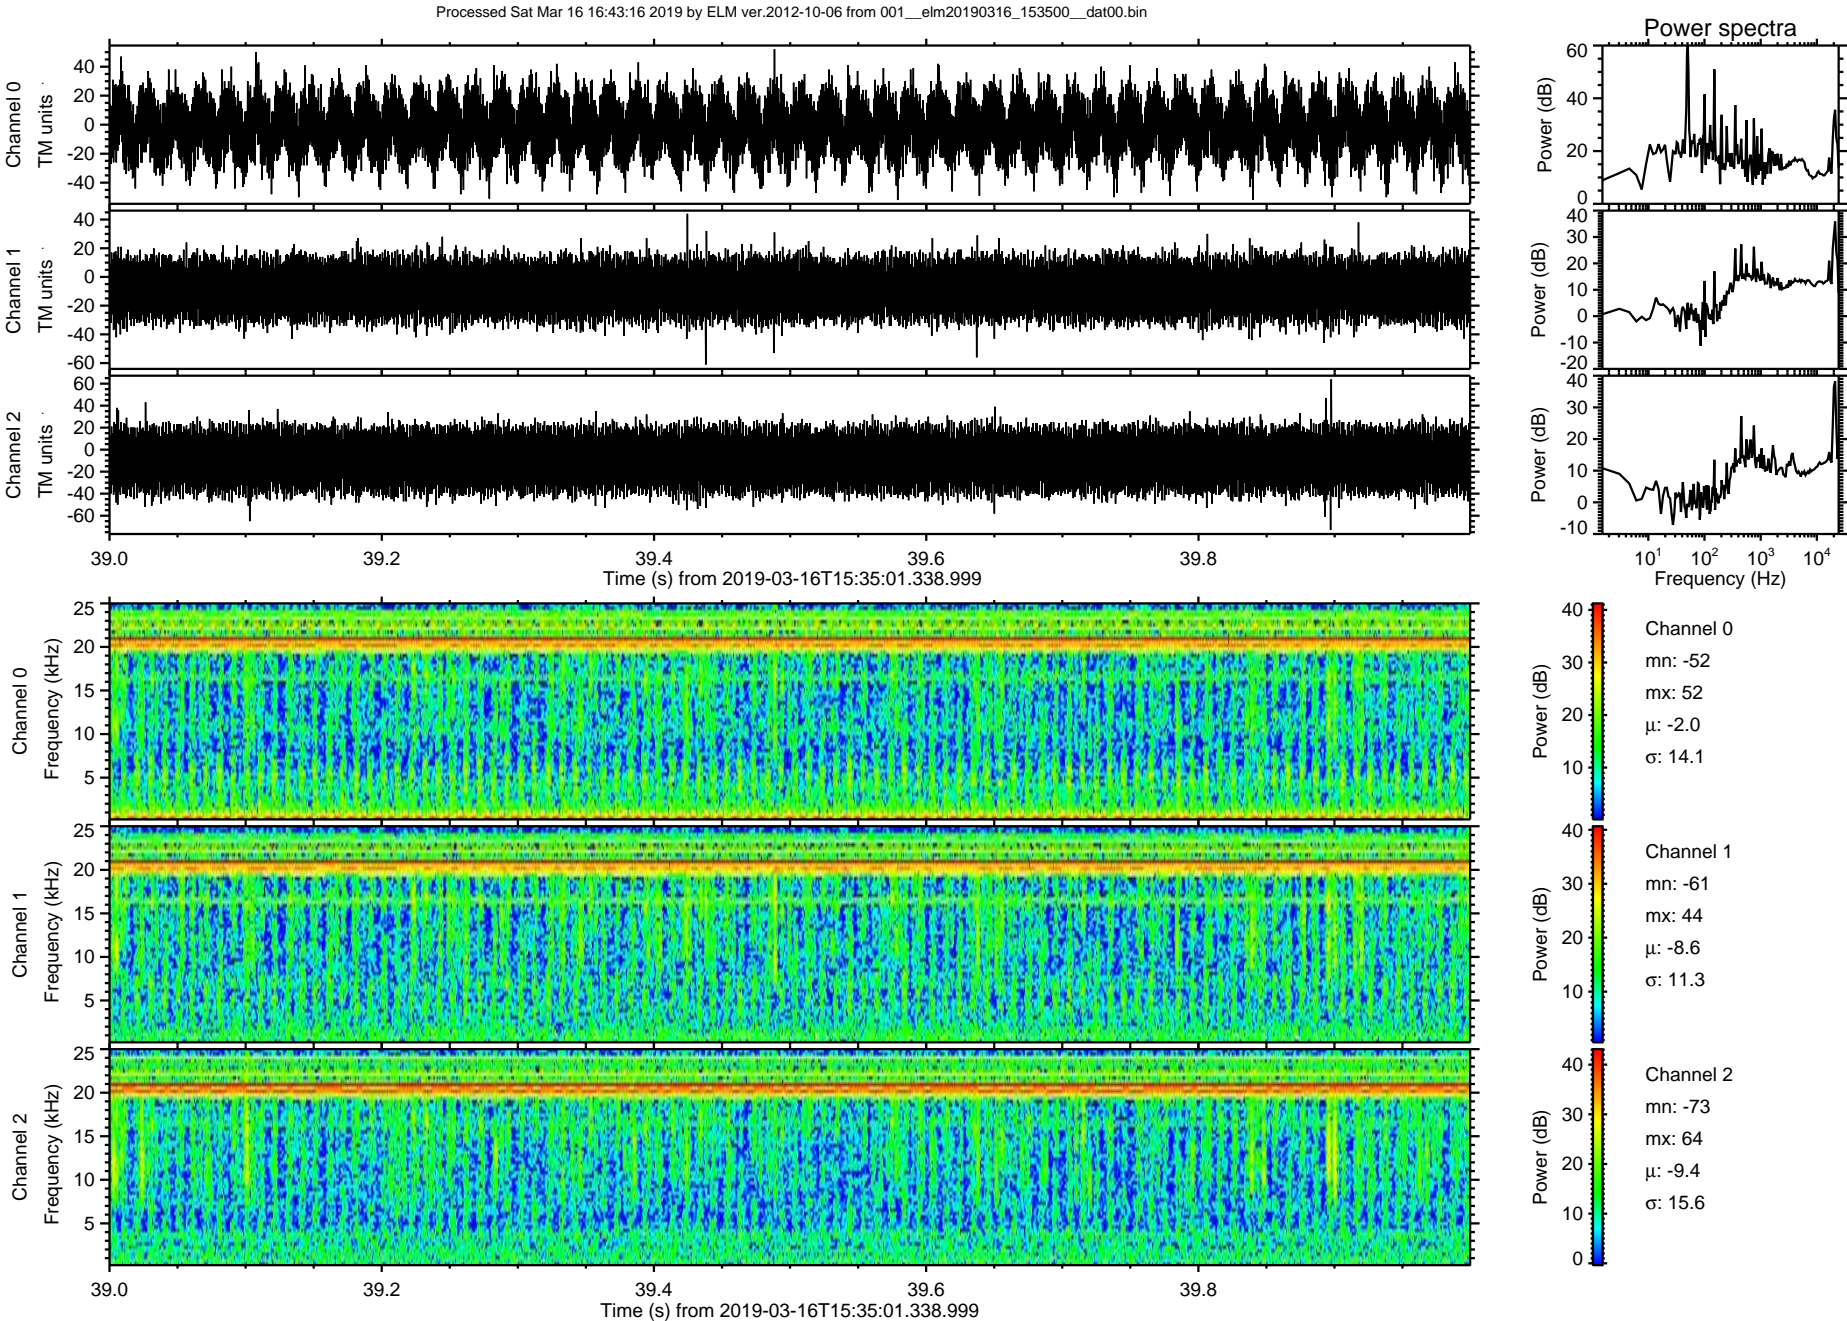 Processed Sat Mar 16 16:43:16 2019 by ELM ver.2012-10-06 from 001__elm20190316_153500__dat00.bin
Power spectra
Channel 0
TM units
40
20
0
-20
-40
Power (dB)
60
40
20
0
Channel 1
TM units
40
20
0
-20
-40
-60
Power (dB)
40
30
20
10
0
-10
-20
Channel 2
TM units
60
40
20
0
-20
-40
-60
Power (dB)
40
30
20
10
0
-10
39.0 39.2 39.4 39.6 39.8
Time (s) from 2019-03-16T15:35:01.338.999
10^1 10^2 10^3 10^4
Frequency (Hz)
Channel 0
Frequency (kHz)
25
20
15
10
5
Power (dB)
40
30
20
10
Channel 0
mn: -52
mx: 52
μ: -2.0
σ: 14.1
Channel 1
Frequency (kHz)
25
20
15
10
5
Power (dB)
40
30
20
10
Channel 1
mn: -61
mx: 44
μ: -8.6
σ: 11.3
Channel 2
Frequency (kHz)
25
20
15
10
5
Power (dB)
40
30
20
10
0
Channel 2
mn: -73
mx: 64
μ: -9.4
σ: 15.6
39.0 39.2 39.4 39.6 39.8
Time (s) from 2019-03-16T15:35:01.338.999